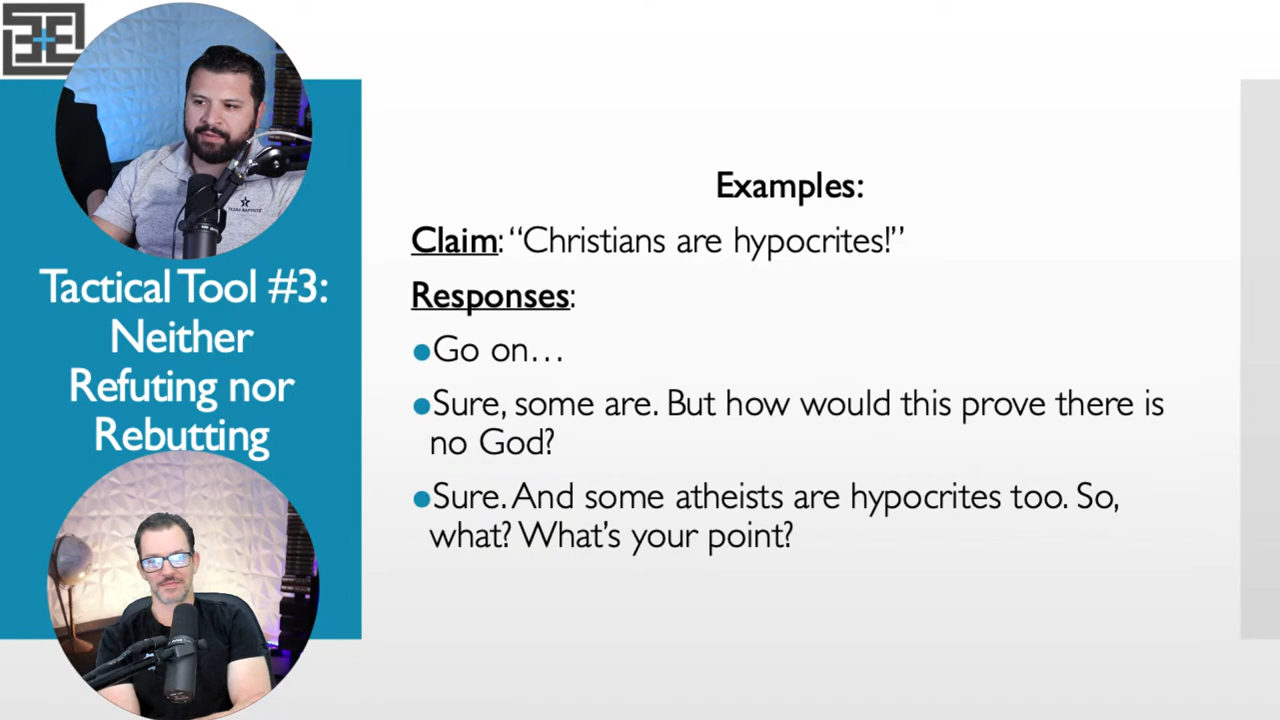 Tactical Tool #3:
Neither
Refuting nor
Rebutting
Examples:
Claim: “Christians are hypocrites!”
Responses:
●Go on…
●Sure, some are. But how would this prove there is
no God?
●Sure. And some atheists are hypocrites too. So,
what? What’s your point?
TEXAS BAPTISTS